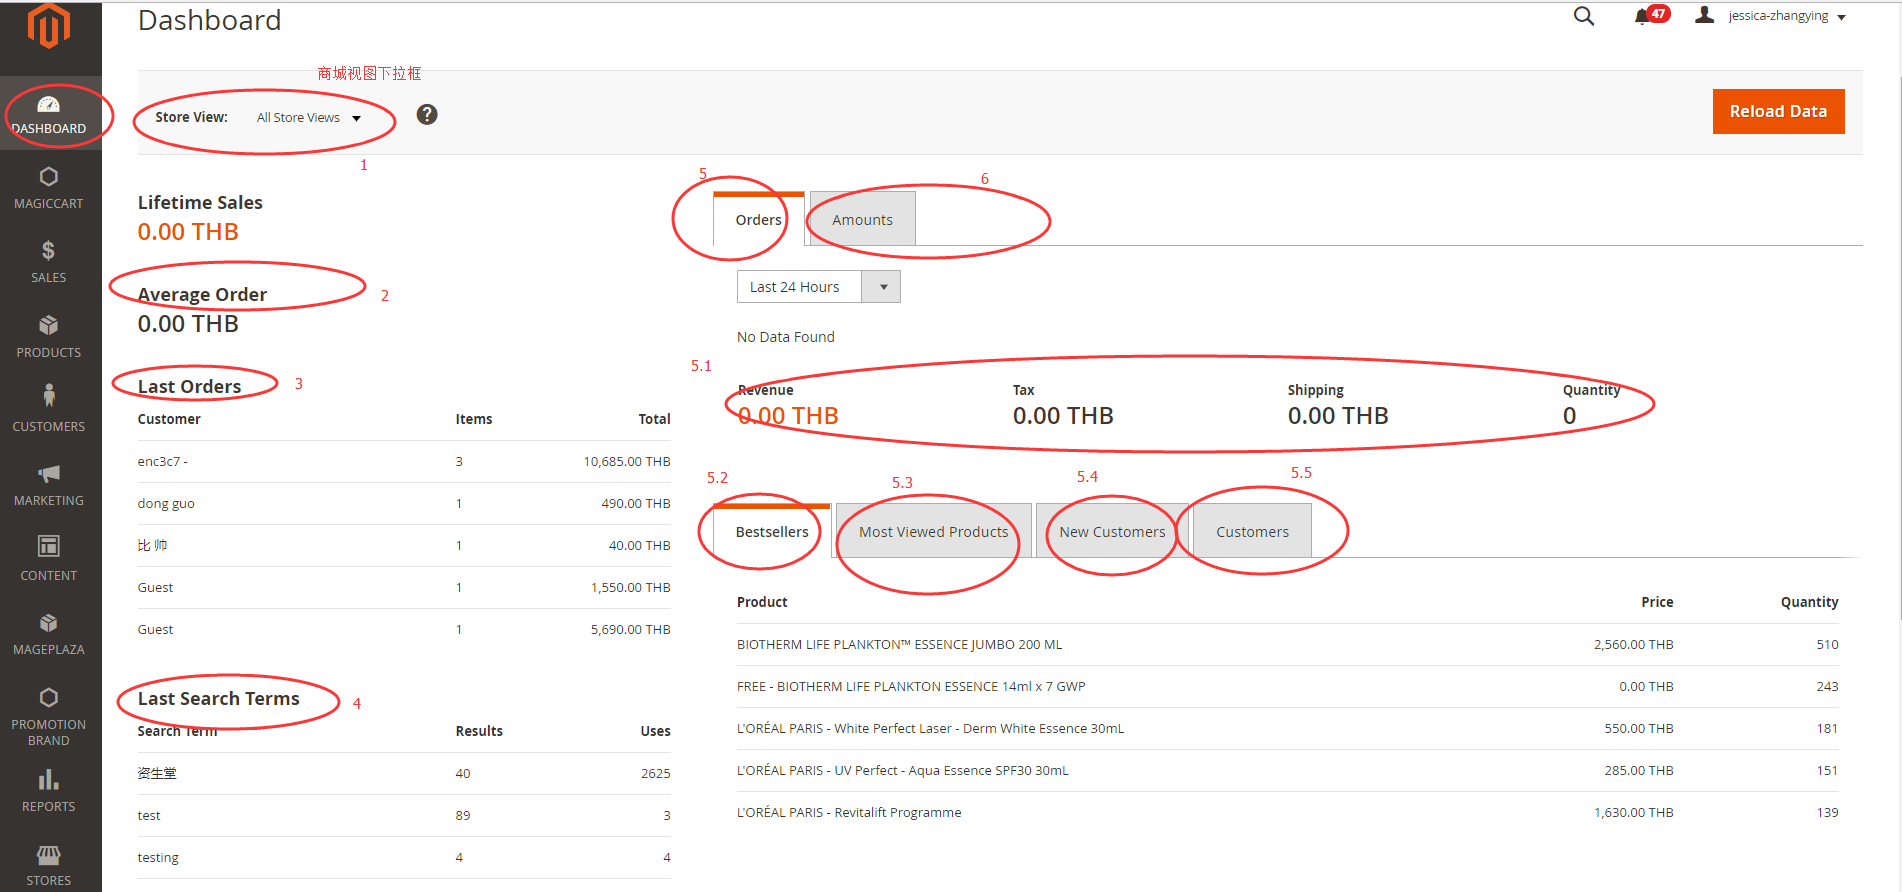 Dashboard
47
jessica-zhangying
商城视图下拉框
Store View: All Store Views
?
Reload Data
1
DASHBOARD
MAGICCART
SALES
PRODUCTS
CUSTOMERS
MARKETING
CONTENT
MAGEPLAZA
PROMOTION
BRAND
REPORTS
STORES
Lifetime Sales
0.00 THB
Average Order
2
0.00 THB
Last Orders
3
Customer Items Total
enc3c7 - 3 10,685.00 THB
dong guo 1 490.00 THB
比 帅 1 40.00 THB
Guest 1 1,550.00 THB
Guest 1 5,690.00 THB
Last Search Terms
4
Search Term Results Uses
资生堂 40 2625
test 89 3
testing 4 4
5
6
Orders Amounts
Last 24 Hours
No Data Found
5.1
Revenue Tax Shipping Quantity
0.00 THB 0.00 THB 0.00 THB 0
5.2 5.3 5.4 5.5
Bestsellers Most Viewed Products New Customers Customers
Product Price Quantity
BIOTHERM LIFE PLANKTON™ ESSENCE JUMBO 200 ML 2,560.00 THB 510
FREE - BIOTHERM LIFE PLANKTON ESSENCE 14ml x 7 GWP 0.00 THB 243
L'ORÉAL PARIS - White Perfect Laser - Derm White Essence 30mL 550.00 THB 181
L'ORÉAL PARIS - UV Perfect - Aqua Essence SPF30 30mL 285.00 THB 151
L'ORÉAL PARIS - Revitalift Programme 1,630.00 THB 139